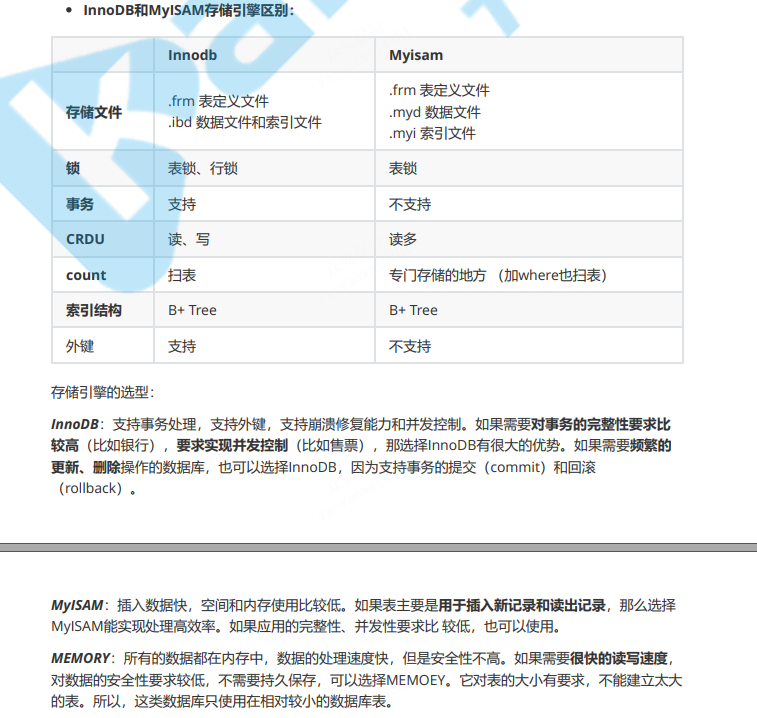 InnoDB和MyISAM存储引擎区别：
Innodb Myisam
存储文件 .frm 表定义文件 .ibd 数据文件和索引文件 .frm 表定义文件 .myd 数据文件 .myi 索引文件
锁 表锁、行锁 表锁
事务 支持 不支持
CRDU 读、写 读多
count 扫表 专门存储的地方 （加where也扫表）
索引结构 B+ Tree B+ Tree
外键 支持 不支持
存储引擎的选型：
InnoDB：支持事务处理，支持外键，支持崩溃修复能力和并发控制。如果需要对事务的完整性要求比
较高（比如银行），要求实现并发控制（比如售票），那选择InnoDB有很大的优势。如果需要频繁的
更新、删除操作的数据库，也可以选择InnoDB，因为支持事务的提交（commit）和回滚
（rollback）。
MyISAM：插入数据快，空间和内存使用比较低。如果表主要是用于插入新记录和读出记录，那么选择
MyISAM能实现处理高效率。如果应用的完整性、并发性要求比 较低，也可以使用。
MEMORY：所有的数据都在内存中，数据的处理速度快，但是安全性不高。如果需要很快的读写速度，
对数据的安全性要求较低，不需要持久保存，可以选择MEMOEY。它对表的大小有要求，不能建立太大
的表。所以，这类数据库只使用在相对较小的数据库表。